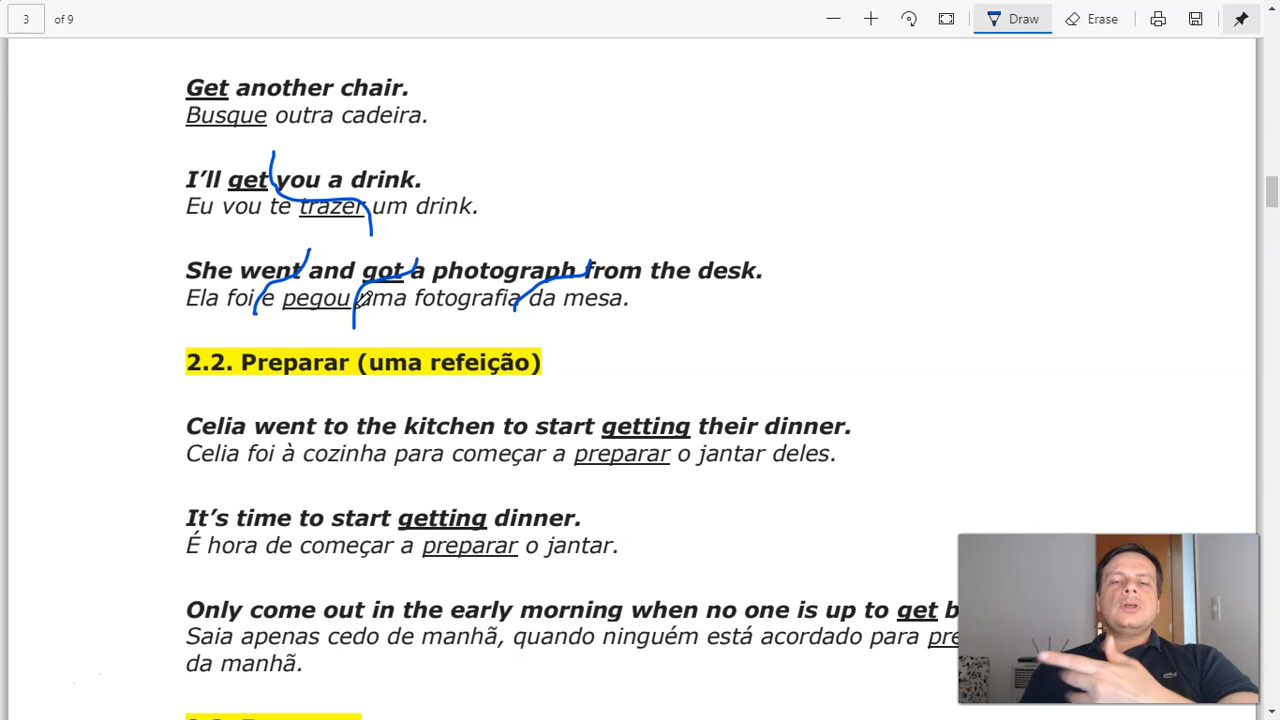 3 of 9 Draw Erase
Get another chair.
Busque outra cadeira.
I’ll get you a drink.
Eu vou te trazer um drink.
She went and got a photograph from the desk.
Ela foi e pegou uma fotografia da mesa.
2.2. Preparar (uma refeição)
Celia went to the kitchen to start getting their dinner.
Celia foi à cozinha para começar a preparar o jantar deles.
It’s time to start getting dinner.
É hora de começar a preparar o jantar.
Only come out in the early morning when no one is up to get
Saia apenas cedo de manhã, quando ninguém está acordado para
da manhã.